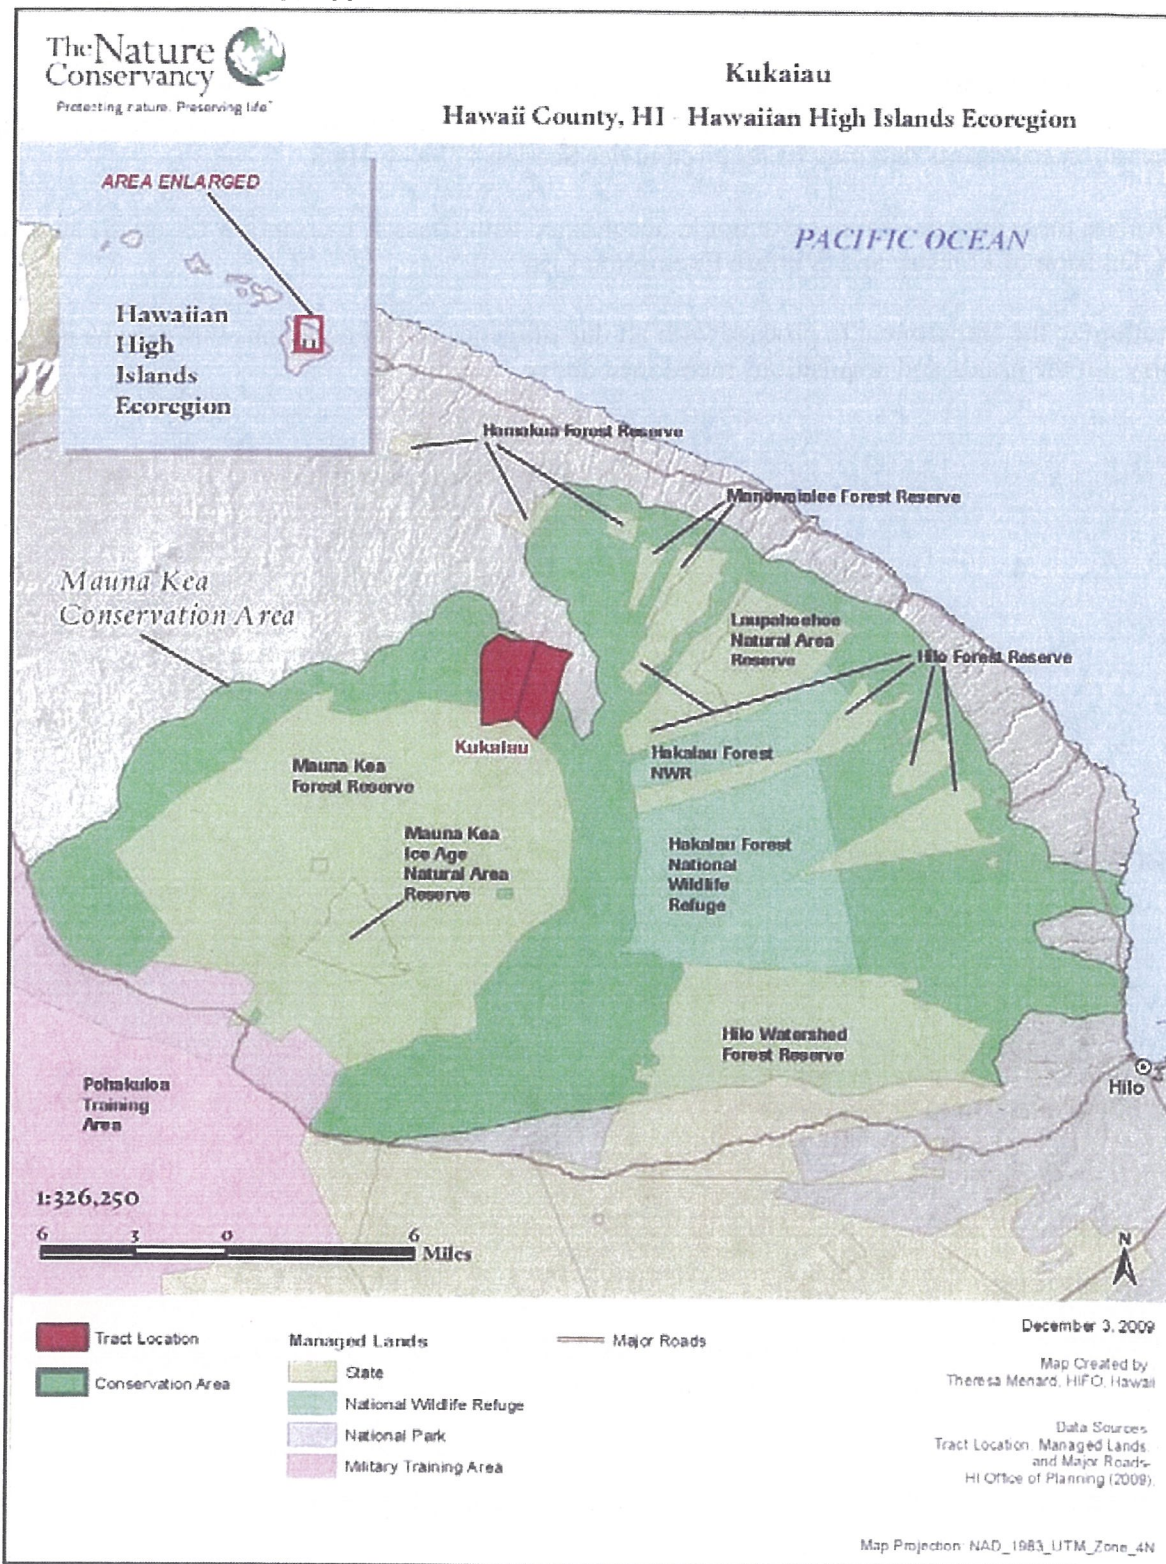 The Nature
Conservancy
Protecting nature. Preserving life™
Kukaiau
Hawaii County, HI - Hawaiian High Islands Ecoregion
AREA ENLARGED
PACIFIC OCEAN
Hawaiian
High
Islands
Ecoregion
Hamakua Forest Reserve
Manowaialee Forest Reserve
Mauna Kea
Conservation Area
Laupahoehoe
Natural Area
Reserve
Hilo Forest Reserve
Kukaiau
Hakalau Forest
NWR
Mauna Kea
Forest Reserve
Mauna Kea
Ice Age
Natural Area
Reserve
Hakalau Forest
National
Wildlife
Refuge
Hilo Watershed
Forest Reserve
Pohakuloa
Training
Area
Hilo
1:326,250
6 3 0 6
Miles
N
Tract Location
Conservation Area
Managed Lands
State
National Wildlife Refuge
National Park
Military Training Area
Major Roads
December 3, 2009
Map Created by
Theresa Menard, HIFO, Hawaii
Data Sources
Tract Location, Managed Lands,
and Major Roads-
HI Office of Planning (2009).
Map Projection: NAD_1983_UTM_Zone_4N